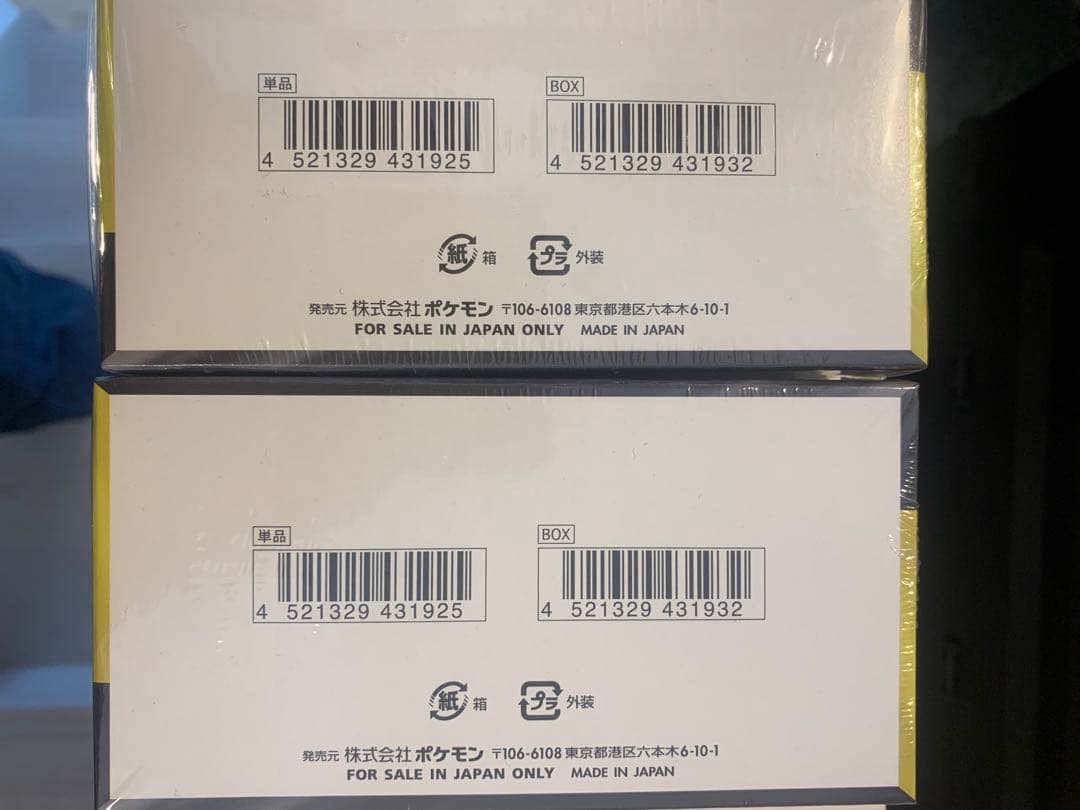 単品
BOX
4 521329 431925
4 521329 431932
紙 箱 プラ 外装
発売元 株式会社ポケモン 〒106-6108 東京都港区六本木6-10-1
FOR SALE IN JAPAN ONLY MADE IN JAPAN
単品
BOX
4 521329 431925
4 521329 431932
紙 箱 プラ 外装
発売元 株式会社ポケモン 〒106-6108 東京都港区六本木6-10-1
FOR SALE IN JAPAN ONLY MADE IN JAPAN